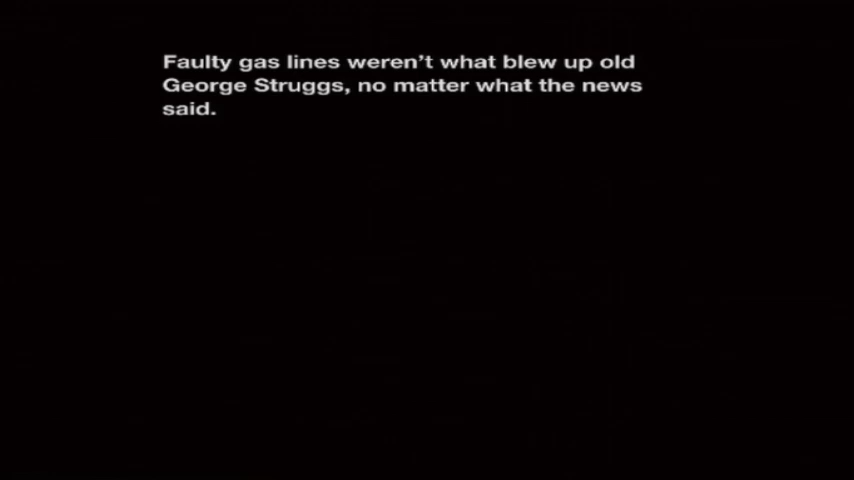 Faulty gas lines weren’t what blew up old
George Struggs, no matter what the news
said.